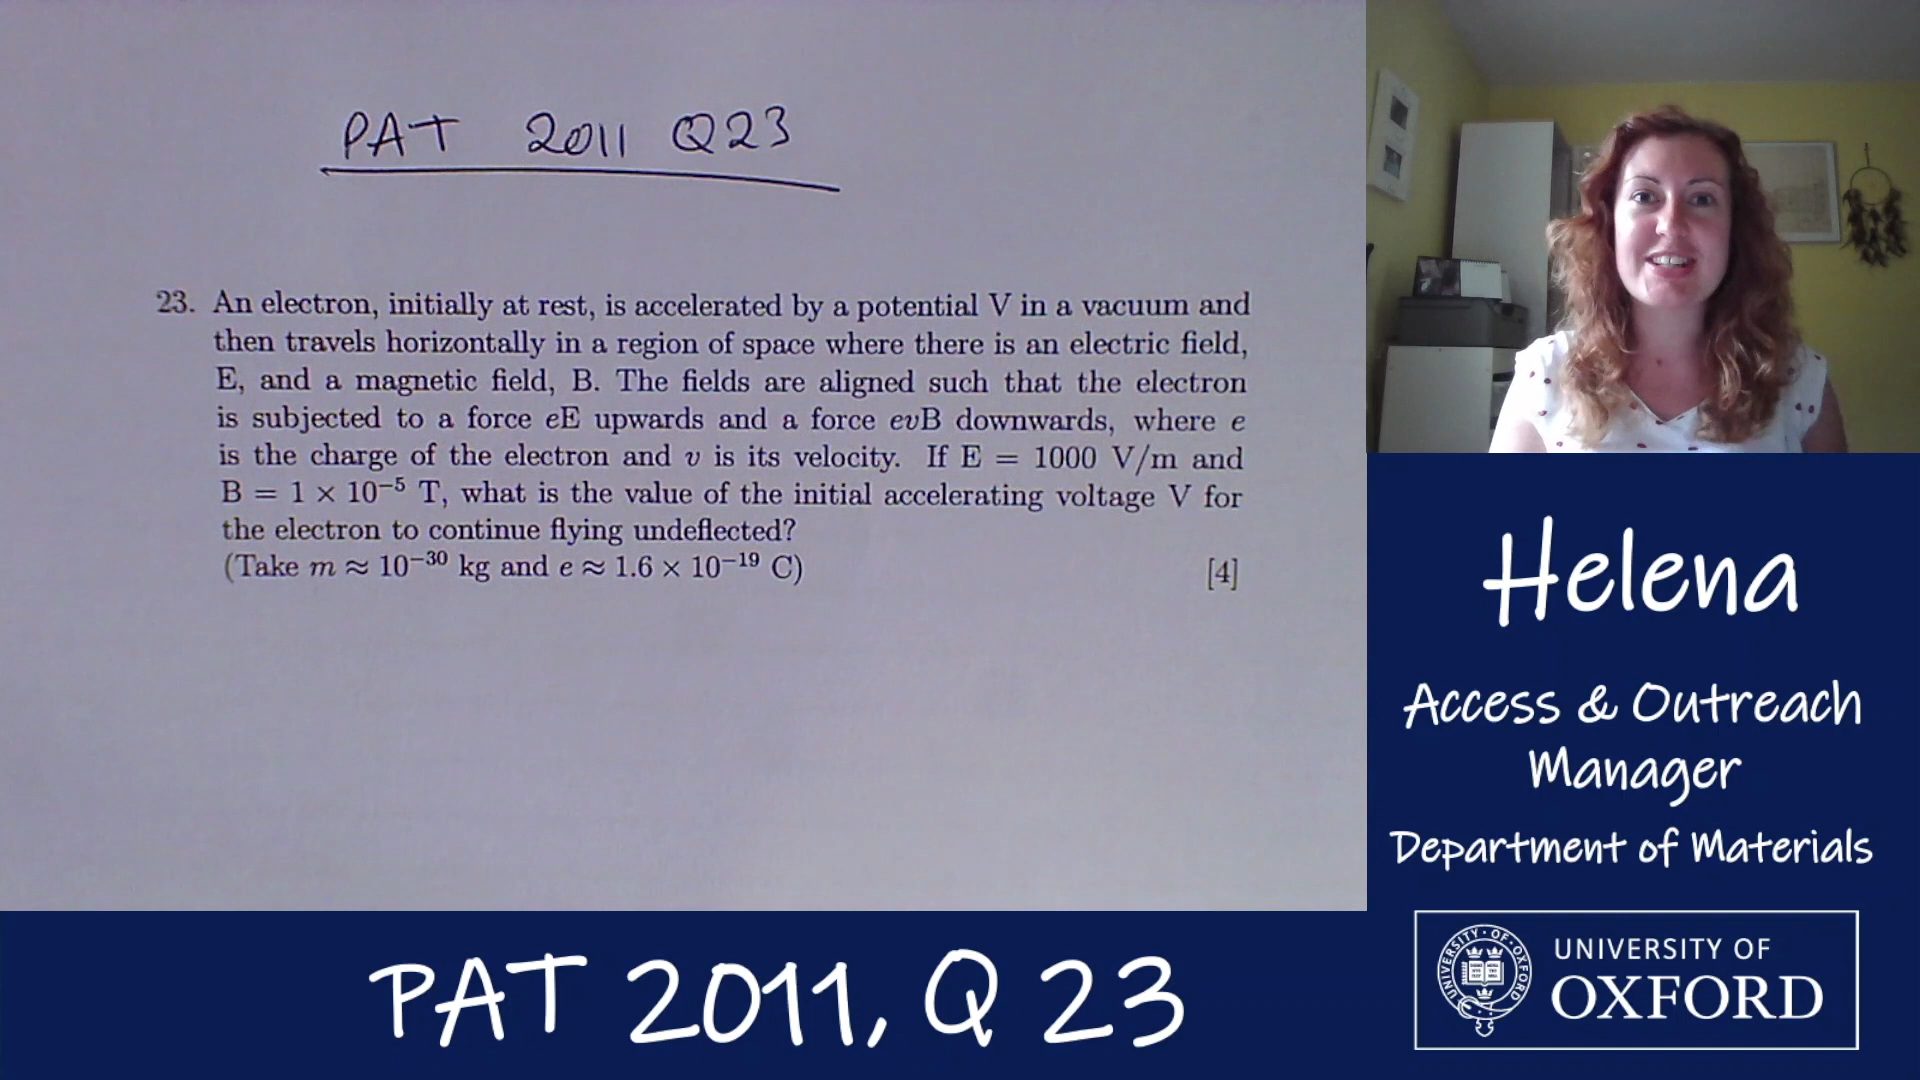 PAT 2011 Q23
23. An electron, initially at rest, is accelerated by a potential V in a vacuum and
then travels horizontally in a region of space where there is an electric field,
E, and a magnetic field, B. The fields are aligned such that the electron
is subjected to a force eE upwards and a force evB downwards, where e
is the charge of the electron and v is its velocity. If E = 1000 V/m and
B = 1 × 10⁻⁵ T, what is the value of the initial accelerating voltage V for
the electron to continue flying undeflected?
(Take m ≈ 10⁻³⁰ kg and e ≈ 1.6 × 10⁻¹⁹ C) [4]
Helena
Access & Outreach
Manager
Department of Materials
PAT 2011, Q 23
UNIVERSITY OF
OXFORD
UNIVERSITY · OF · OXFORD